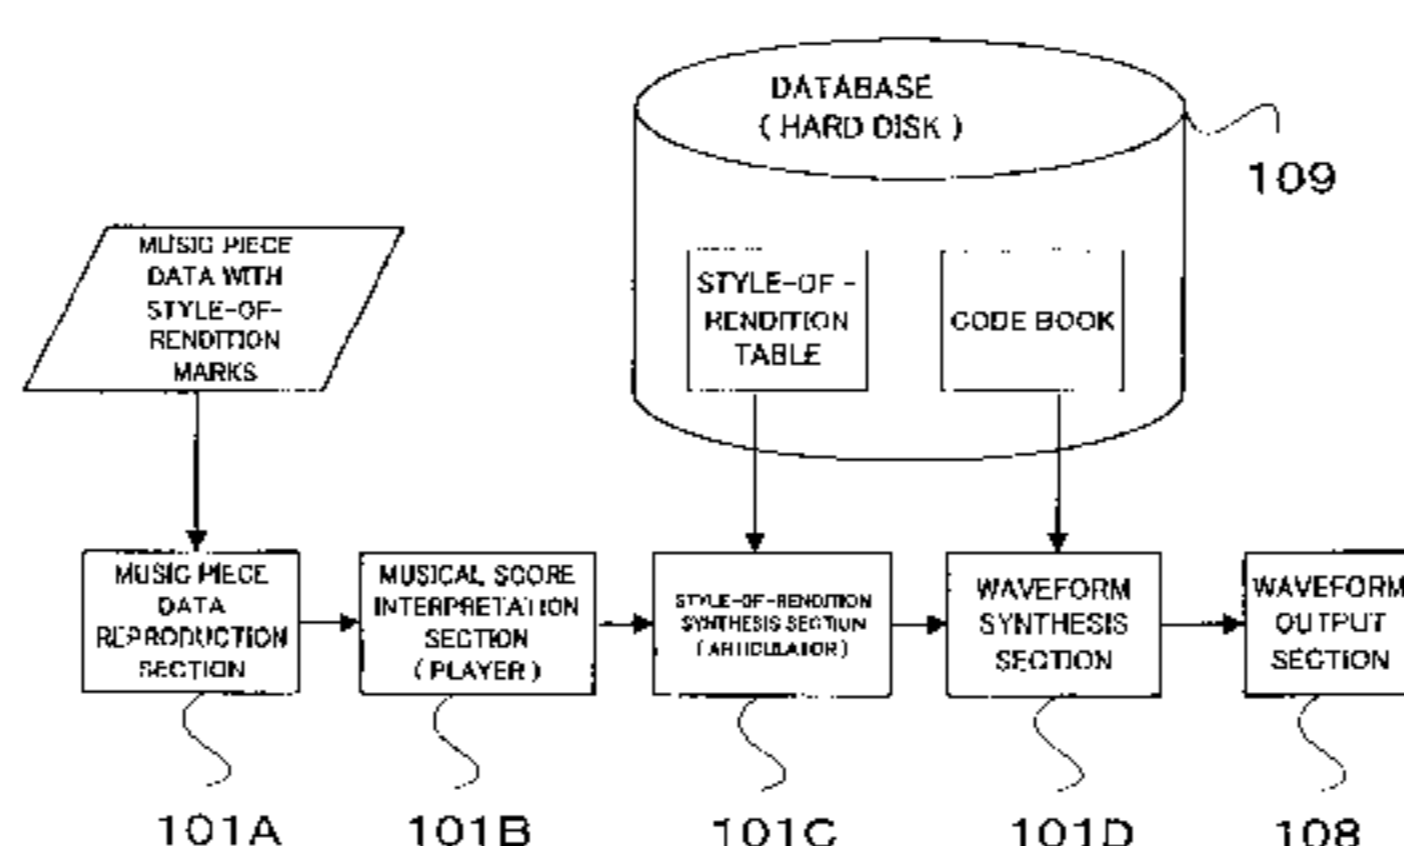 DATABASE
( HARD DISK )
109
MUSIC PIECE
DATA WITH
STYLE-OF-
RENDITION
MARKS
STYLE-OF-
RENDITION
TABLE
CODE BOOK
MUSIC PIECE
DATA
REPRODUCTION
SECTION
MUSICAL SCORE
INTERPRETATION
SECTION
( PLAYER )
STYLE-OF-RENDITION
SYNTHESIS SECTION
( ARTICULATOR )
WAVEFORM
SYNTHESIS
SECTION
WAVEFORM
OUTPUT
SECTION
101A
101B
101C
101D
108